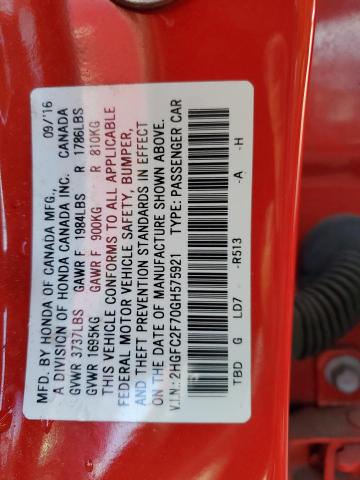 MFD. BY HONDA OF CANADA MFG., 09/'16
A DIVISION OF HONDA CANADA INC. CANADA
GVWR 3737LBS GAWR F 1984LBS R 1786LBS
GVWR 1695KG GAWR F 900KG R 810KG
THIS VEHICLE CONFORMS TO ALL APPLICABLE
FEDERAL MOTOR VEHICLE SAFETY, BUMPER,
AND THEFT PREVENTION STANDARDS IN EFFECT
ON THE DATE OF MANUFACTURE SHOWN ABOVE.
V.I.N.: 2HGFC2F70GH575921 TYPE: PASSENGER CAR
TBD G LD7 -R513 -A -H